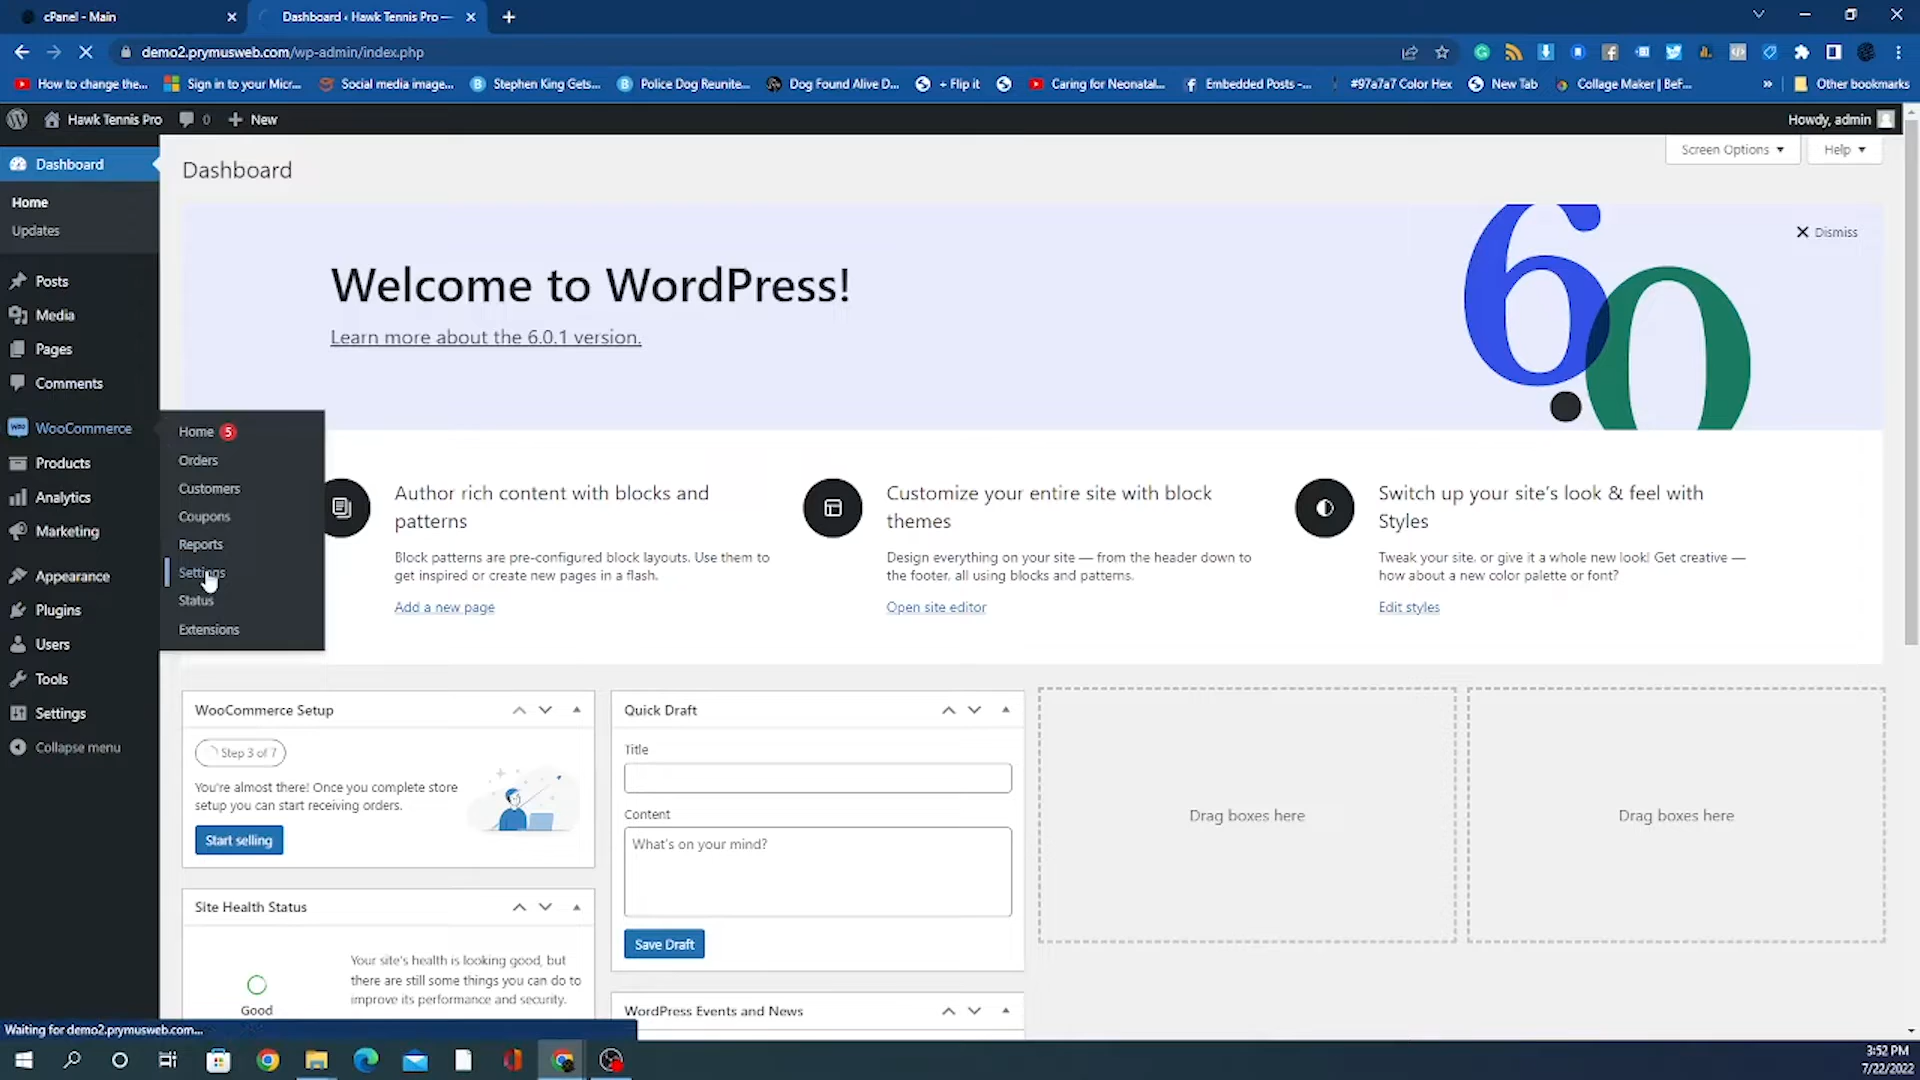 cPanel - Main
Dashboard ‹ Hawk Tennis Pro —
demo2.prymusweb.com/wp-admin/index.php
How to change the...
Sign in to your Micr...
Social media image...
Stephen King Gets...
Police Dog Reunite...
Dog Found Alive D...
+ Flip it
Caring for Neonatal...
Embedded Posts -...
#97a7a7 Color Hex
New Tab
Collage Maker | BeF...
»
Other bookmarks
Hawk Tennis Pro
0
+ New
Howdy, admin
Dashboard
Home
Updates
Posts
Media
Pages
Comments
WooCommerce
Products
Analytics
Marketing
Appearance
Plugins
Users
Tools
Settings
Collapse menu
Home 5
Orders
Customers
Coupons
Reports
Settings
Status
Extensions
Dashboard
Screen Options
Help
Welcome to WordPress!
Learn more about the 6.0.1 version.
6.0
Dismiss
Author rich content with blocks and
patterns
Block patterns are pre-configured block layouts. Use them to
get inspired or create new pages in a flash.
Add a new page
Customize your entire site with block
themes
Design everything on your site — from the header down to
the footer, all using blocks and patterns.
Open site editor
Switch up your site's look & feel with
Styles
Tweak your site, or give it a whole new look! Get creative —
how about a new color palette or font?
Edit styles
WooCommerce Setup
Step 3 of 7
You're almost there! Once you complete store
setup you can start receiving orders.
Start selling
Site Health Status
Good
Your site's health is looking good, but
there are still some things you can do to
improve its performance and security.
Quick Draft
Title
Content
What's on your mind?
Save Draft
WordPress Events and News
Drag boxes here
Drag boxes here
Waiting for demo2.prymusweb.com...
3:52 PM
7/22/2022